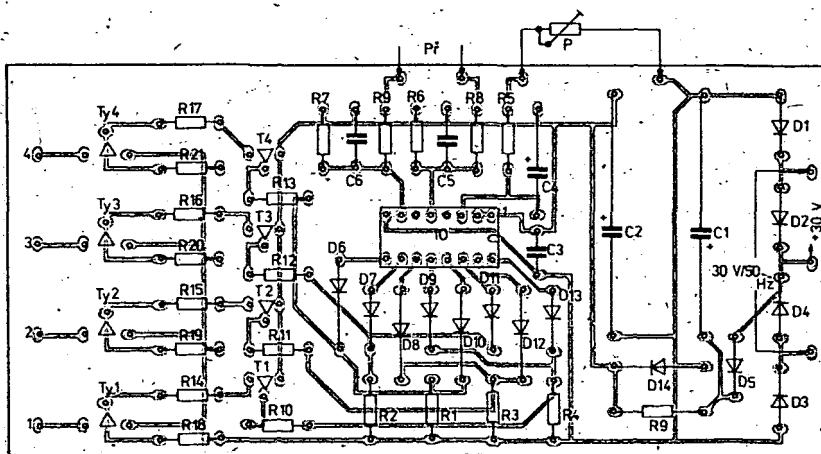 Př
P
R7
R9
R6
R8
R5
R17
Ty4
T4
D1
4
R21
R13
C6
C5
C4
R16
Ty3
T3
IO
1
C2
C1
D2
+30 V
3
R20
R12
D6
D7
D9
D11
C3
D13
30 V/50
Hz
R15
Ty2
T2
D4
2
R19
R11
D8
D10
D12
D14
D5
R14
Ty1
T1
R2
R1
R3
R4
R9
D3
1
R18
R10